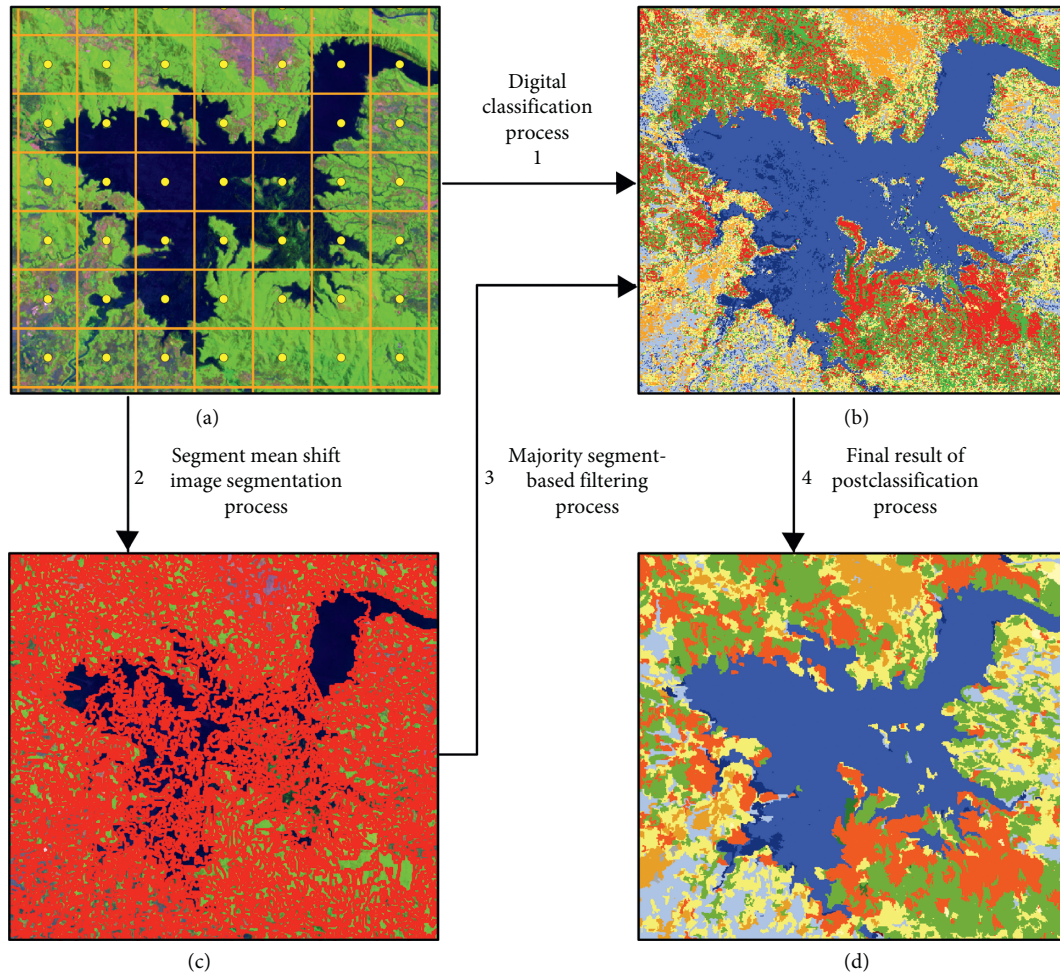 Digital
classification
process
1
(a)
(b)
2
Segment mean shift
image segmentation
process
3
Majority segment-
based filtering
process
4
Final result of
postclassification
process
(c)
(d)